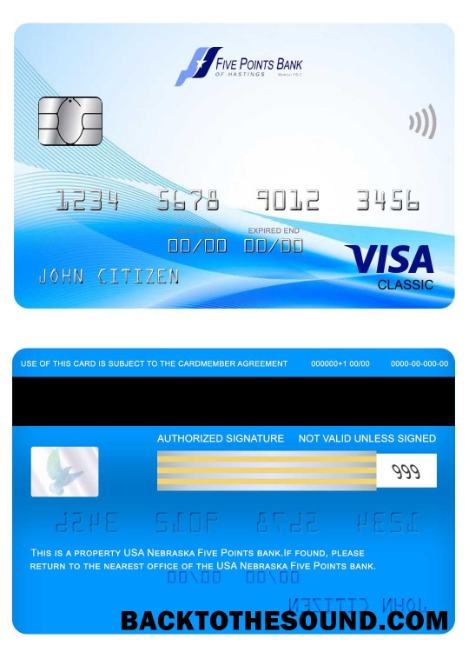 FIVE POINTS BANK
OF HASTINGS
1234 5678 9012 3456
EXPIRED END
00/00 00/00
JOHN CITIZEN
VISA
CLASSIC
USE OF THIS CARD IS SUBJECT TO THE CARDMEMBER AGREEMENT 000000+1 00/00 0000-00-000-00
AUTHORIZED SIGNATURE NOT VALID UNLESS SIGNED
999
THIS IS A PROPERTY USA NEBRASKA FIVE POINTS BANK.IF FOUND, PLEASE
RETURN TO THE NEAREST OFFICE OF THE USA NEBRASKA FIVE POINTS BANK.
BACKTOTHESOUND.COM